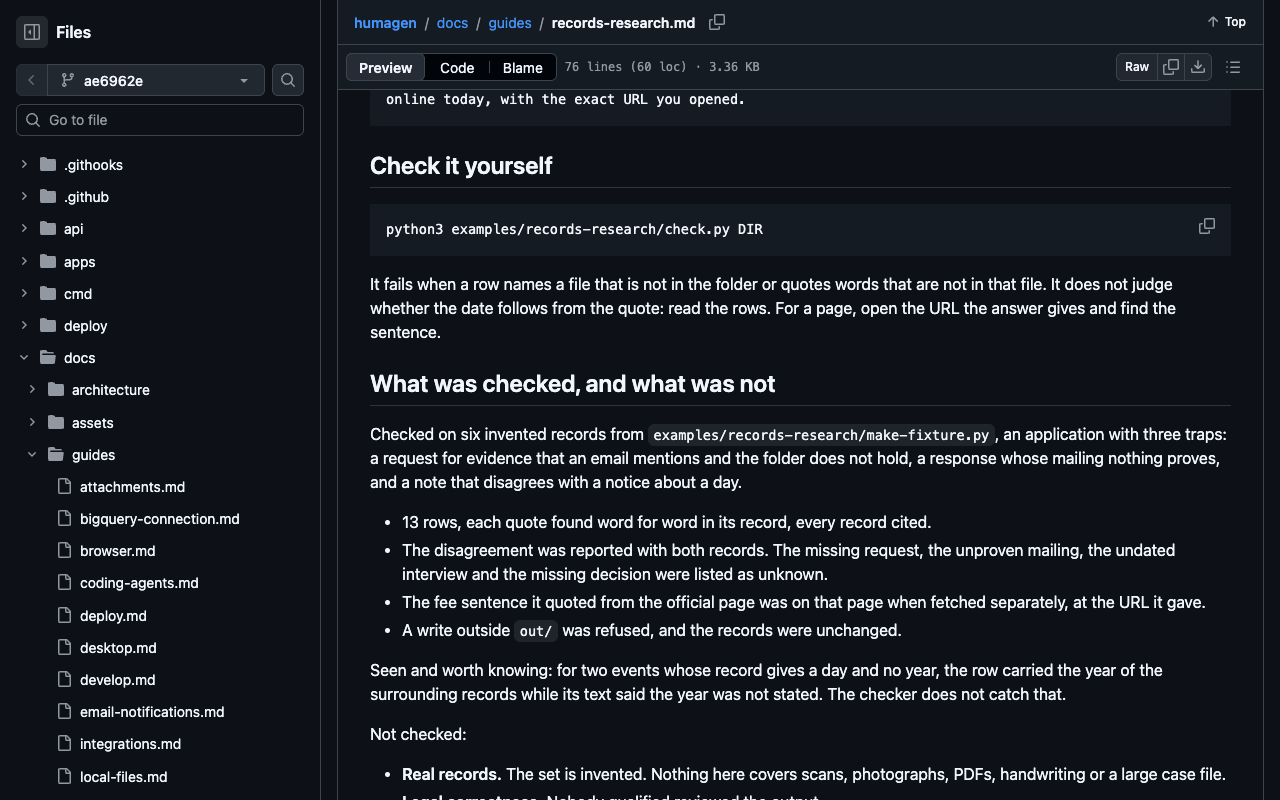 Files
ae6962e
Go to file
.githooks
.github
api
apps
cmd
deploy
docs
architecture
assets
guides
attachments.md
bigquery-connection.md
browser.md
coding-agents.md
deploy.md
desktop.md
develop.md
email-notifications.md
integrations.md
local-files.md
humagen / docs / guides / records-research.md
Top
Preview Code Blame 76 lines (60 loc) · 3.36 KB
Raw
online today, with the exact URL you opened.
Check it yourself
python3 examples/records-research/check.py DIR
It fails when a row names a file that is not in the folder or quotes words that are not in that file. It does not judge
whether the date follows from the quote: read the rows. For a page, open the URL the answer gives and find the
sentence.
What was checked, and what was not
Checked on six invented records from examples/records-research/make-fixture.py, an application with three traps:
a request for evidence that an email mentions and the folder does not hold, a response whose mailing nothing proves,
and a note that disagrees with a notice about a day.
• 13 rows, each quote found word for word in its record, every record cited.
• The disagreement was reported with both records. The missing request, the unproven mailing, the undated
interview and the missing decision were listed as unknown.
• The fee sentence it quoted from the official page was on that page when fetched separately, at the URL it gave.
• A write outside out/ was refused, and the records were unchanged.
Seen and worth knowing: for two events whose record gives a day and no year, the row carried the year of the
surrounding records while its text said the year was not stated. The checker does not catch that.
Not checked:
• Real records. The set is invented. Nothing here covers scans, photographs, PDFs, handwriting or a large case file.
• Legal correctness. Nobody qualified reviewed the output.